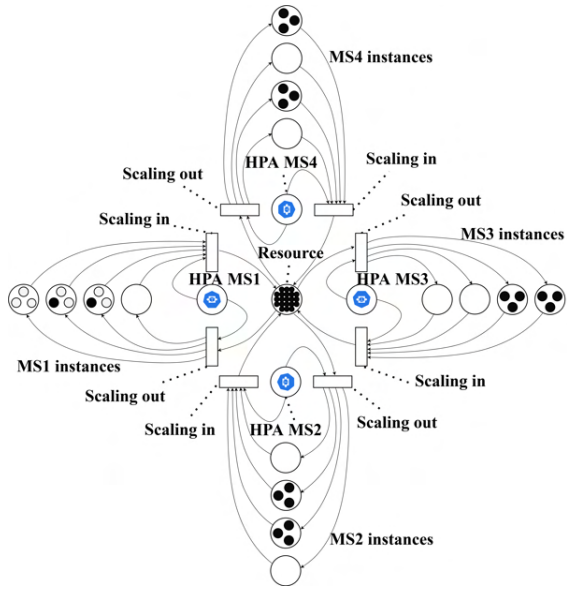 MS4 instances
HPA MS4
Scaling in
Scaling out
Scaling out
Scaling in
MS3 instances
Resource
HPA MS1
HPA MS3
MS1 instances
Scaling out
Scaling in
Scaling in
HPA MS2
Scaling out
MS2 instances